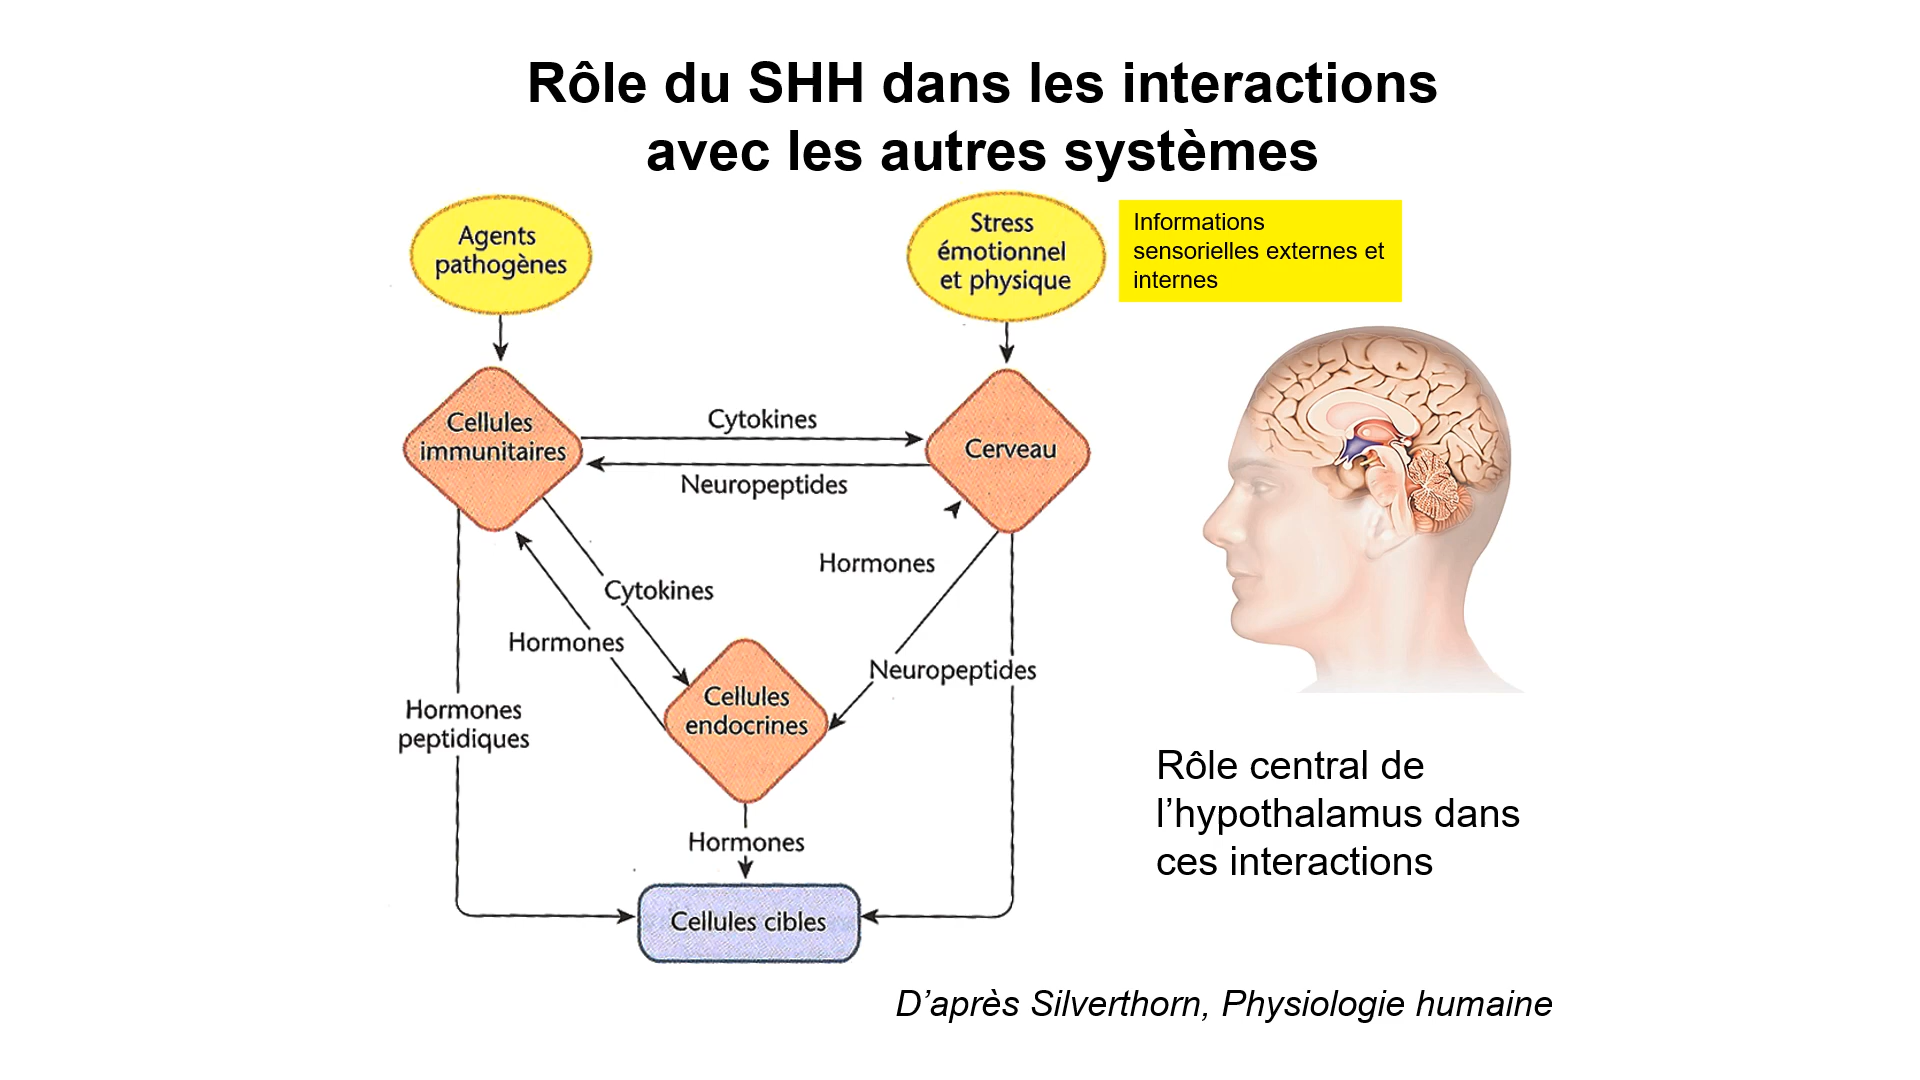 Rôle du SHH dans les interactions
avec les autres systèmes
Agents
pathogènes
Stress
émotionnel
et physique
Informations
sensorielles externes et
internes
Cellules
immunitaires
Cytokines
Neuropeptides
Cerveau
Hormones
Cytokines
Hormones
Neuropeptides
Hormones
peptidiques
Cellules
endocrines
Hormones
Cellules cibles
Rôle central de
l’hypothalamus dans
ces interactions
D’après Silverthorn, Physiologie humaine